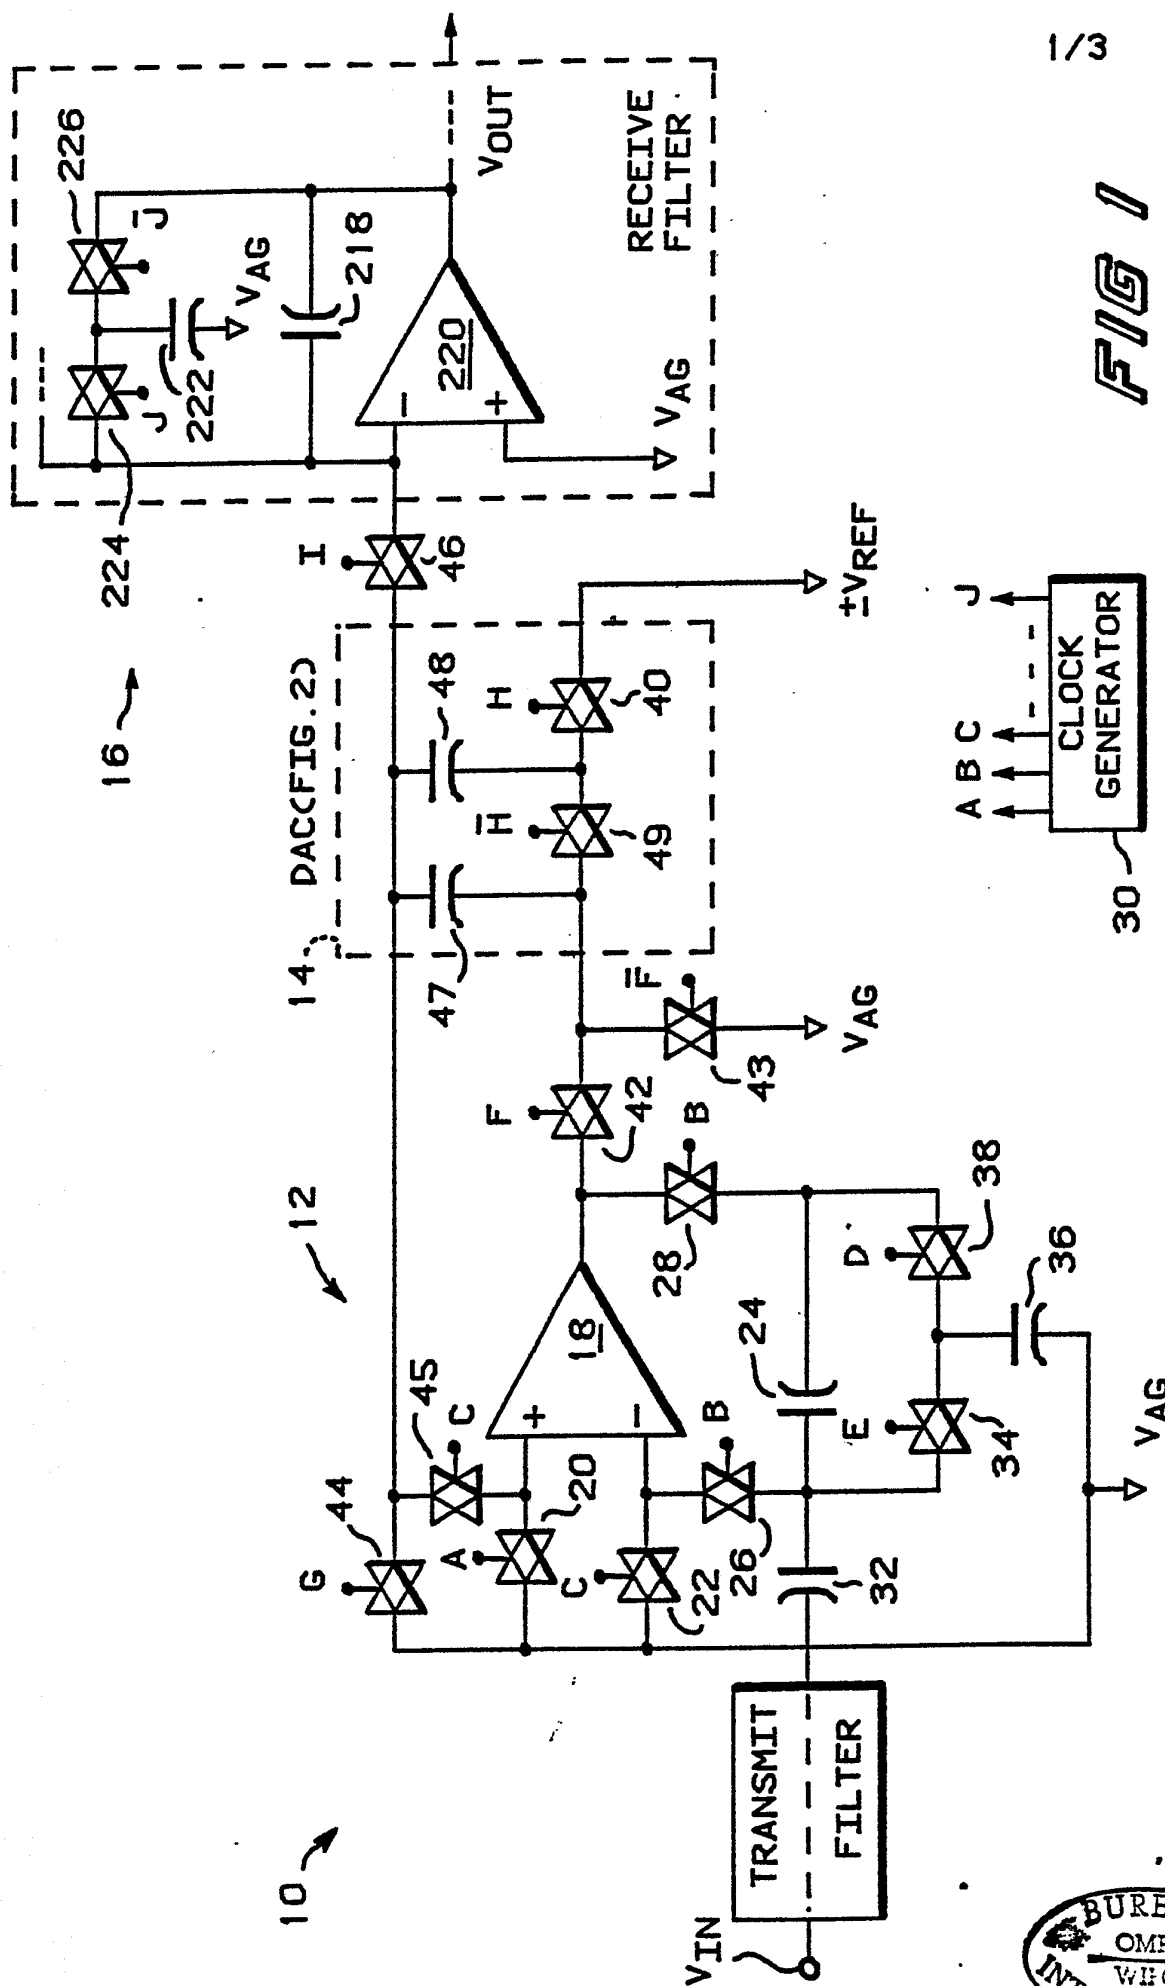 1/3
FIG 1
10
12
16
VIN
TRANSMIT
FILTER
G
44
45
C
A
20
C
22
+
−
18
B
26
32
24
B
28
E
34
D
38
36
VAG
F
42
F̅
43
VAG
14
DAC(FIG.2)
47
48
H̅
49
H
40
±VREF
I
46
224
J
222
VAG
226
J̅
218
−
+
220
VAG
VOUT
RECEIVE
FILTER
A B C J
CLOCK
GENERATOR
30
OMP